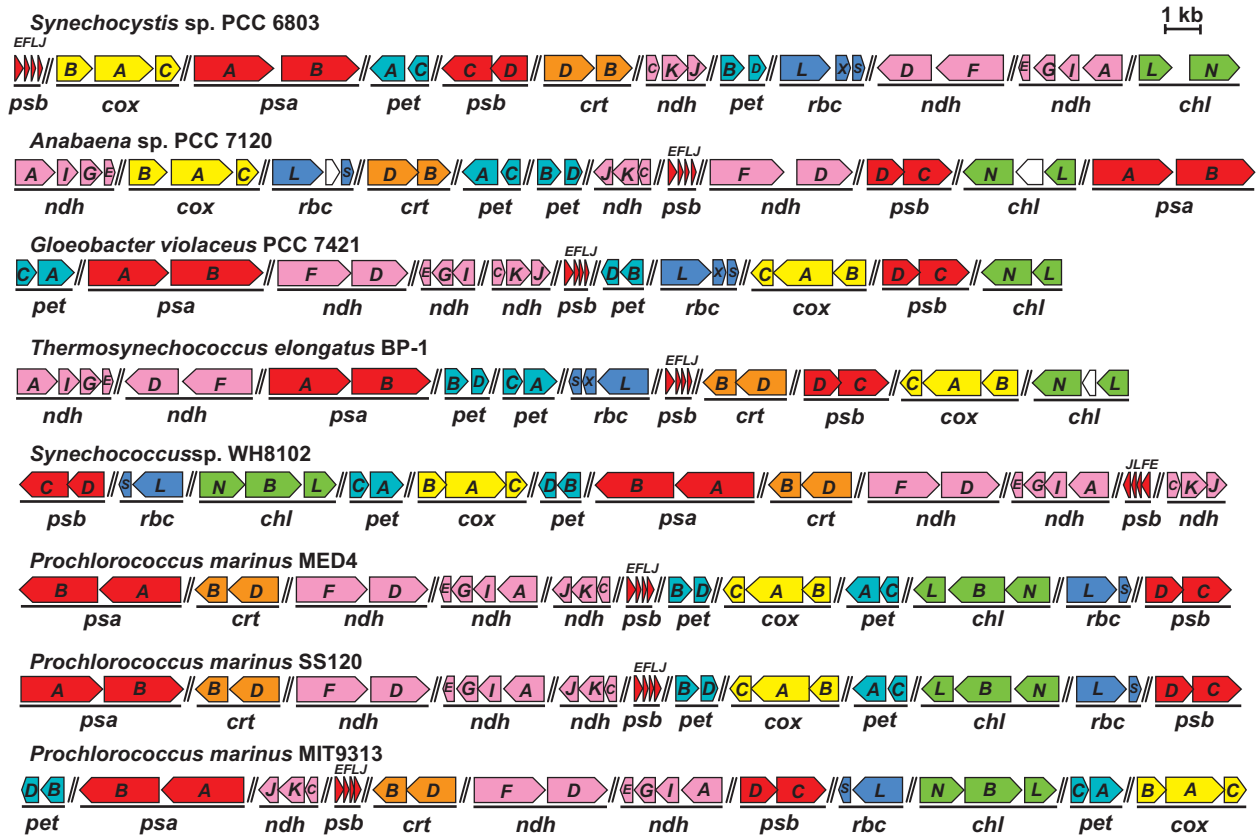 Synechocystis sp. PCC 6803
1 kb
EFLJ
B A C A B A C C D D B C K J B D L X S D F E G I A L N
psb cox psa pet psb crt ndh pet rbc ndh ndh chl
Anabaena sp. PCC 7120
EFLJ
A I G E B A C L S D B A C B D J K C F D D C N L A B
ndh cox rbc crt pet pet ndh psb ndh psb chl psa
Gloeobacter violaceus PCC 7421
EFLJ
C A A B F D E G I C K J D B L X S C A B D C N L
pet psa ndh ndh ndh psb pet rbc cox psb chl
Thermosynechococcus elongatus BP-1
EFLJ
A I G E D F A B B D C A S X L B D D C C A B N L
ndh ndh psa pet pet rbc psb crt psb cox chl
Synechococcussp. WH8102
JLFE
C D S L N B L C A B A C D B B A B D F D E G I A C K J
psb rbc chl pet cox pet psa crt ndh ndh psb ndh
Prochlorococcus marinus MED4
EFLJ
B A B D F D E G I A J K C B D C A B A C L B N L S D C
psa crt ndh ndh ndh psb pet cox pet chl rbc psb
Prochlorococcus marinus SS120
EFLJ
A B B D F D E G I A J K C B D C A B A C L B N L S D C
psa crt ndh ndh ndh psb pet cox pet chl rbc psb
Prochlorococcus marinus MIT9313
EFLJ
D B B A J K C B D F D E G I A D C S L N B L C A B A C
pet psa ndh psb crt ndh ndh psb rbc chl pet cox